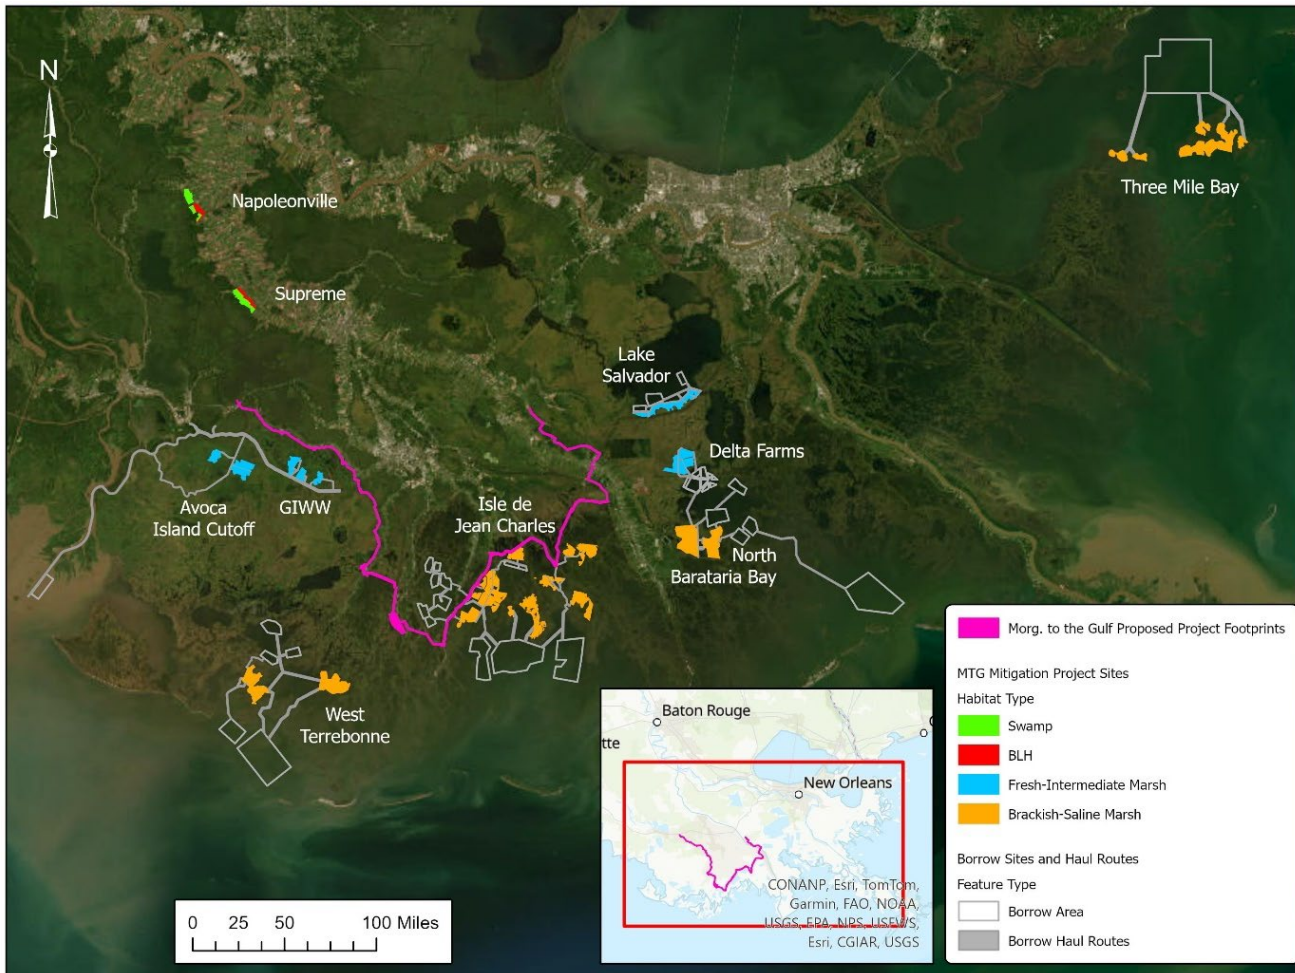 N
Three Mile Bay
Napoleonville
Supreme
Lake
Salvador
Delta Farms
Avoca
Island Cutoff
GIWW
Isle de
Jean Charles
North
Barataria Bay
West
Terrebonne
Morg. to the Gulf Proposed Project Footprints
MTG Mitigation Project Sites
Habitat Type
Swamp
BLH
Fresh-Intermediate Marsh
Brackish-Saline Marsh
Borrow Sites and Haul Routes
Feature Type
Borrow Area
Borrow Haul Routes
Baton Rouge
tte
New Orleans
CONANP, Esri, TomTom,
Garmin, FAO, NOAA,
USGS, EPA, NPS, USFWS,
Esri, CGIAR, USGS
0 25 50 100 Miles